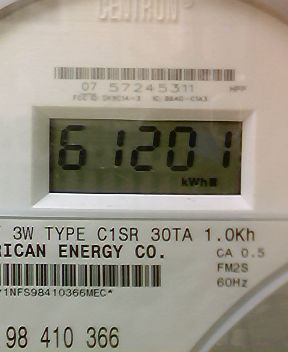 CENTRON®
07 57245311
61201
kWh
3W TYPE C1SR 30TA 1.0Kh
RICAN ENERGY CO.
CA 0.5
FM2S
60Hz
1NFS98410366MEC*
98 410 366